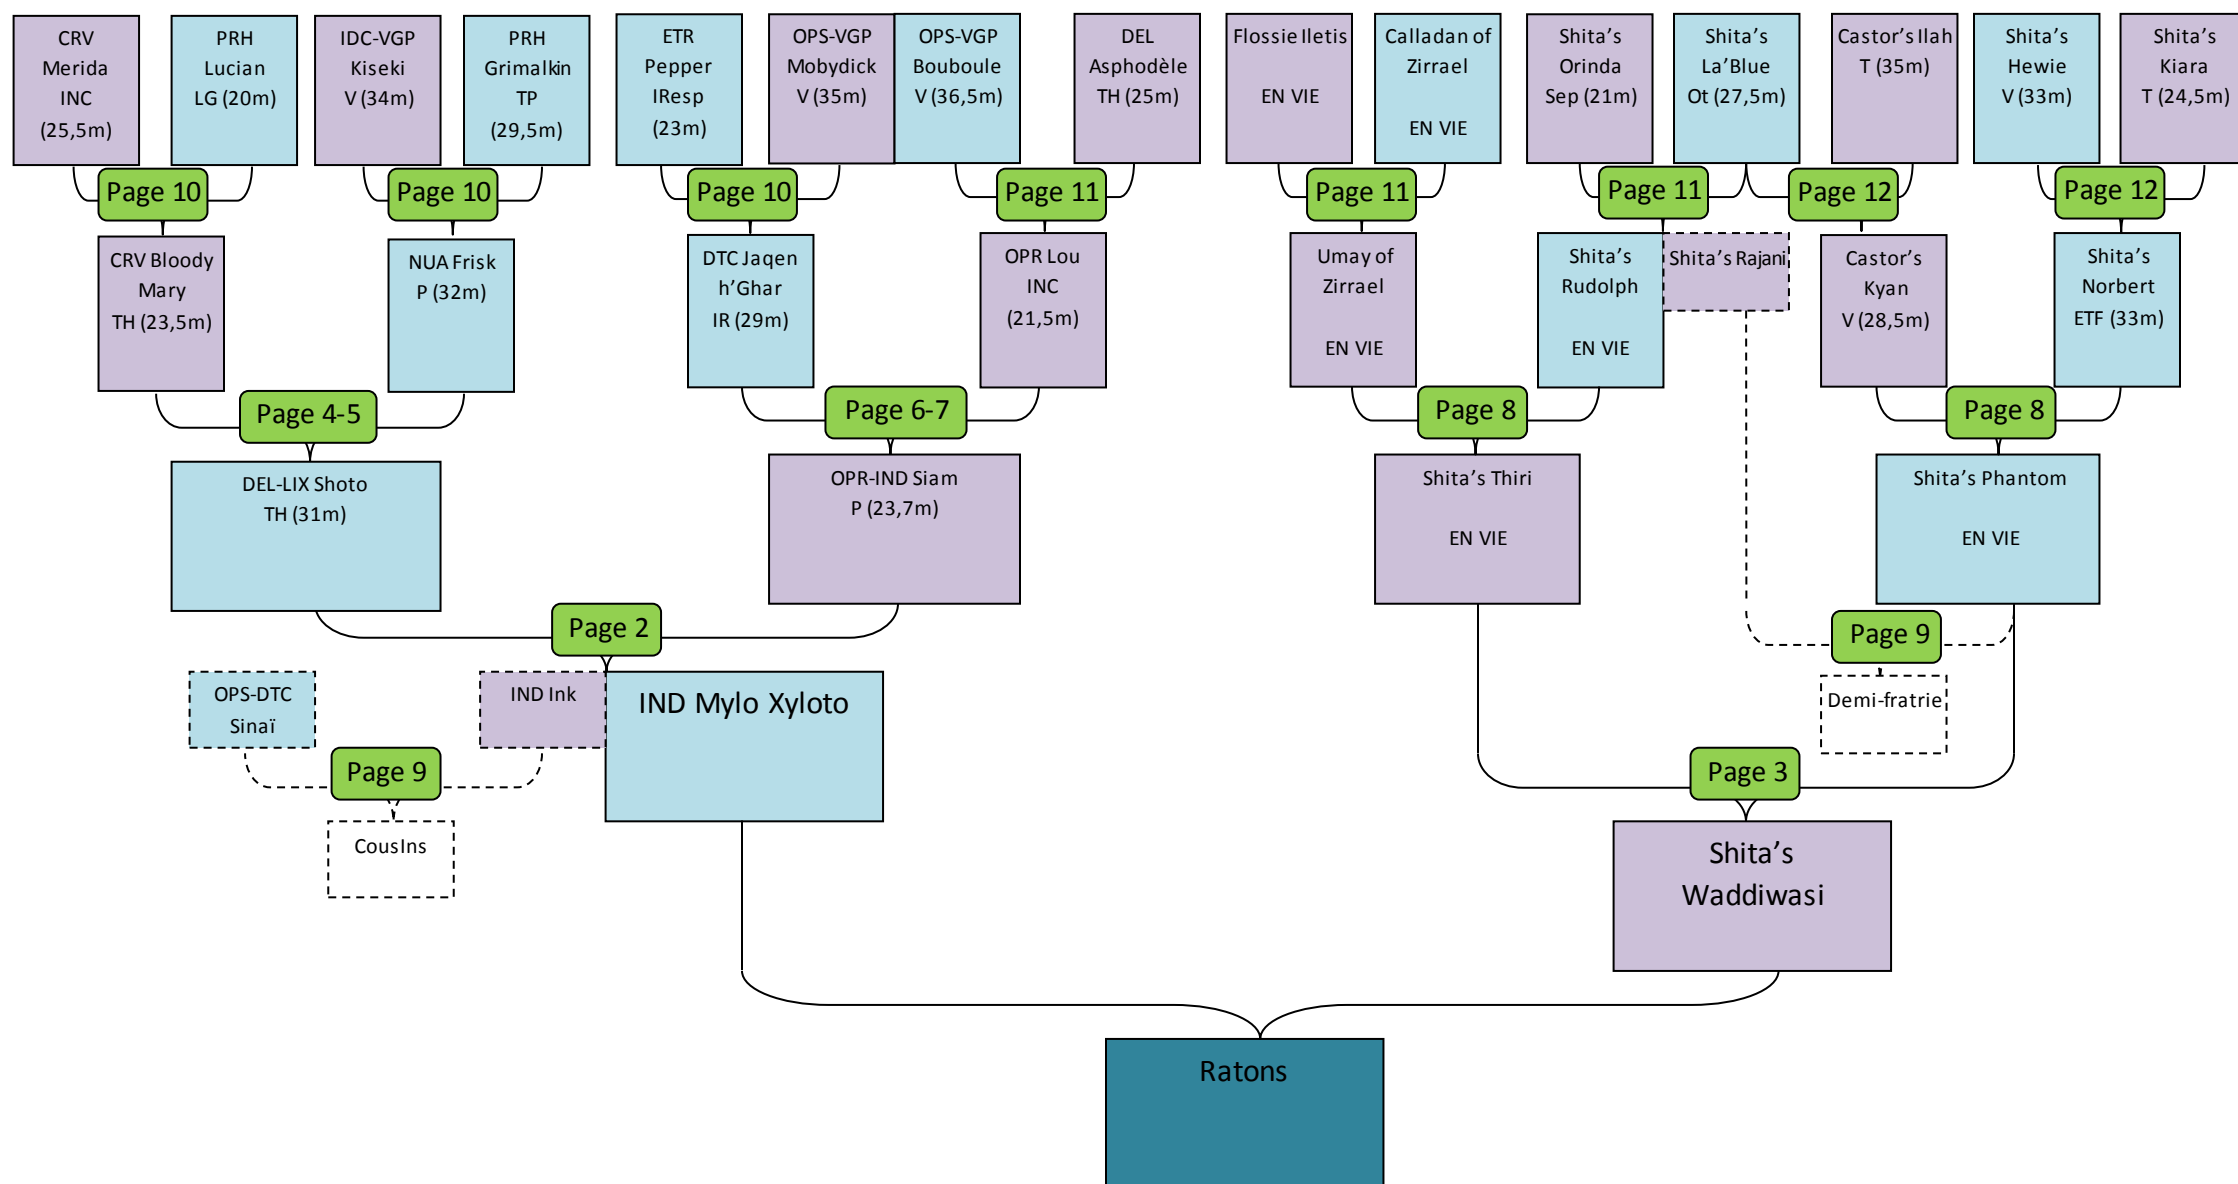 CRV
Merida
INC
(25,5m)
PRH
Lucian
LG (20m)
IDC-VGP
Kiseki
V (34m)
PRH
Grimalkin
TP
(29,5m)
ETR
Pepper
IResp
(23m)
OPS-VGP
Mobydick
V (35m)
OPS-VGP
Bouboule
V (36,5m)
DEL
Asphodèle
TH (25m)
Flossie Iletis
EN VIE
Calladan of
Zirrael
EN VIE
Shita's
Orinda
Sep (21m)
Shita's
La'Blue
Ot (27,5m)
Castor's Ilah
T (35m)
Shita's
Hewie
V (33m)
Shita's
Kiara
T (24,5m)
Page 10
Page 10
Page 10
Page 11
Page 11
Page 11
Page 12
Page 12
CRV Bloody
Mary
TH (23,5m)
NUA Frisk
P (32m)
DTC Jaqen
h'Ghar
IR (29m)
OPR Lou
INC
(21,5m)
Umay of
Zirrael
EN VIE
Shita's
Rudolph
EN VIE
Shita's Rajani
Castor's
Kyan
V (28,5m)
Shita's
Norbert
ETF (33m)
Page 4-5
Page 6-7
Page 8
Page 8
DEL-LIX Shoto
TH (31m)
OPR-IND Siam
P (23,7m)
Shita's Thiri
EN VIE
Shita's Phantom
EN VIE
Page 2
Page 9
OPS-DTC
Sinaï
IND Ink
IND Mylo Xyloto
Demi-fratrie
Page 9
Page 3
CousIns
Shita's
Waddiwasi
Ratons